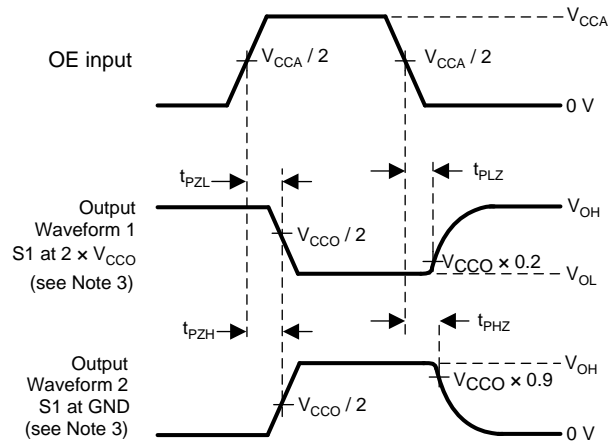 V_CCA
OE input
V_CCA / 2
V_CCA / 2
0 V
t_PZL
t_PLZ
Output
Waveform 1
S1 at 2 × V_CCO
(see Note 3)
V_OH
V_CCO / 2
V_CCO × 0.2
V_OL
t_PZH
t_PHZ
Output
Waveform 2
S1 at GND
(see Note 3)
V_OH
V_CCO × 0.9
V_CCO / 2
0 V